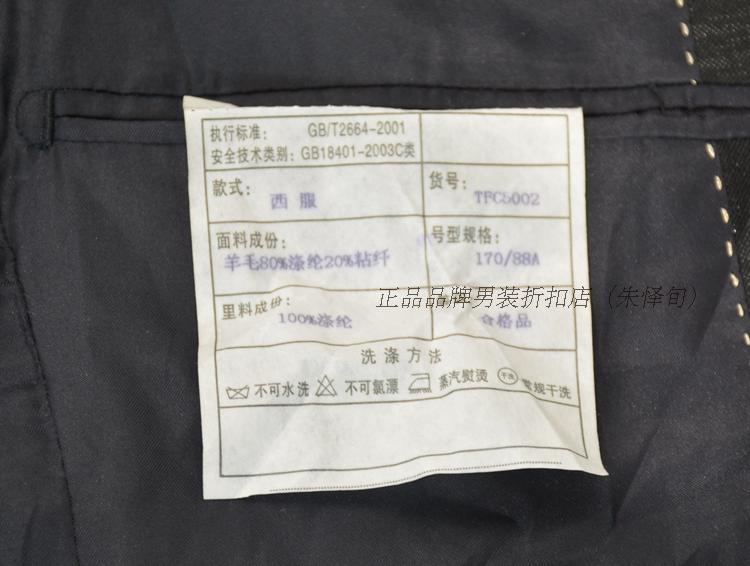 执行标准: GB/T2664-2001
安全技术类别: GB18401-2003C类
款式: 西服
货号: TFC5002
面料成份:
羊毛80%涤纶20%粘纤
号型规格:
170/88A
里料成份:
100%涤纶
合格品
正品品牌男装折扣店 (朱怿旬)
洗涤方法
不可水洗 不可氯漂 蒸汽熨烫 干洗 常规干洗